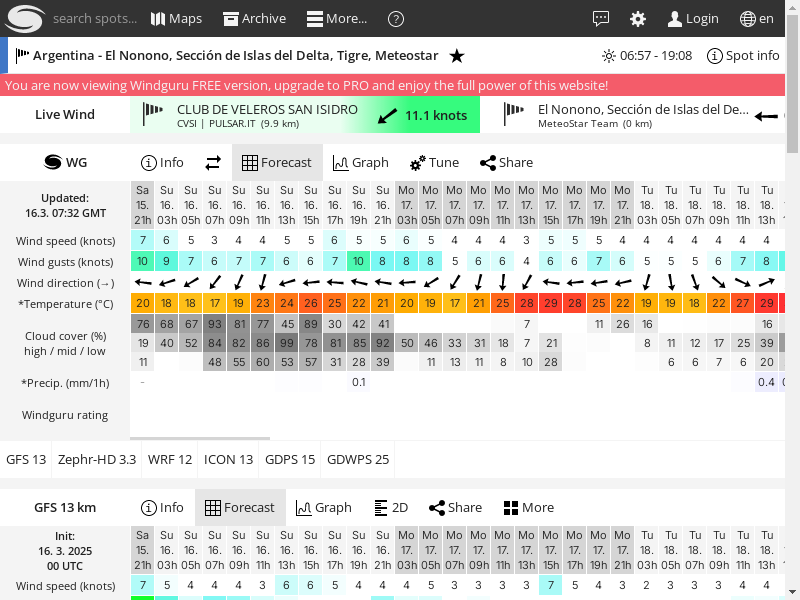 search spots... Maps Archive More... ? Login en
Argentina - El Nonono, Sección de Islas del Delta, Tigre, Meteostar ★ 06:57 - 19:08 Spot info
You are now viewing Windguru FREE version, upgrade to PRO and enjoy the full power of this website!
Live Wind
CLUB DE VELEROS SAN ISIDRO
CVSI | PULSAR.IT (9.9 km)
11.1 knots
El Nonono, Sección de Islas del De...
MeteoStar Team (0 km)
WG Info Forecast Graph Tune Share
Updated:
16.3. 07:32 GMT
Sa Su Su Su Su Su Su Su Su Su Su Mo Mo Mo Mo Mo Mo Mo Mo Mo Mo Tu Tu Tu Tu Tu Tu
15. 16. 16. 16. 16. 16. 16. 16. 16. 16. 16. 17. 17. 17. 17. 17. 17. 17. 17. 17. 17. 18. 18. 18. 18. 18. 18.
21h 03h 05h 07h 09h 11h 13h 15h 17h 19h 21h 03h 05h 07h 09h 11h 13h 15h 17h 19h 21h 03h 05h 07h 09h 11h 13h
Wind speed (knots) 7 6 5 3 4 4 5 5 6 5 5 6 5 4 4 4 3 5 5 5 4 4 4 4 4 4 4
Wind gusts (knots) 10 9 7 6 7 7 6 6 7 10 8 8 8 5 6 6 4 6 6 7 6 5 5 5 6 7 8
Wind direction (→)
*Temperature (°C) 20 18 18 17 19 23 24 26 25 22 21 20 19 17 21 25 28 29 28 25 22 19 19 18 22 27 29
Cloud cover (%)
high / mid / low
76 68 67 93 81 77 45 89 30 42 41 7 11 26 16 16
19 40 52 84 82 86 99 78 81 85 92 50 46 33 31 18 7 21 8 11 12 17 25 39
11 48 55 60 53 57 31 28 39 11 13 11 8 10 28 6 6 7 6 20
*Precip. (mm/1h) - 0.1 0.4
Windguru rating
GFS 13 Zephr-HD 3.3 WRF 12 ICON 13 GDPS 15 GDWPS 25
GFS 13 km Info Forecast Graph 2D Share More
Init:
16. 3. 2025
00 UTC
Sa Su Su Su Su Su Su Su Su Su Su Mo Mo Mo Mo Mo Mo Mo Mo Mo Mo Tu Tu Tu Tu Tu Tu
15. 16. 16. 16. 16. 16. 16. 16. 16. 16. 16. 17. 17. 17. 17. 17. 17. 17. 17. 17. 17. 18. 18. 18. 18. 18. 18.
21h 03h 05h 07h 09h 11h 13h 15h 17h 19h 21h 03h 05h 07h 09h 11h 13h 15h 17h 19h 21h 03h 05h 07h 09h 11h 13h
Wind speed (knots) 7 5 4 4 4 3 6 6 5 4 4 4 5 3 3 3 3 7 5 4 3 2 3 3 3 4 4